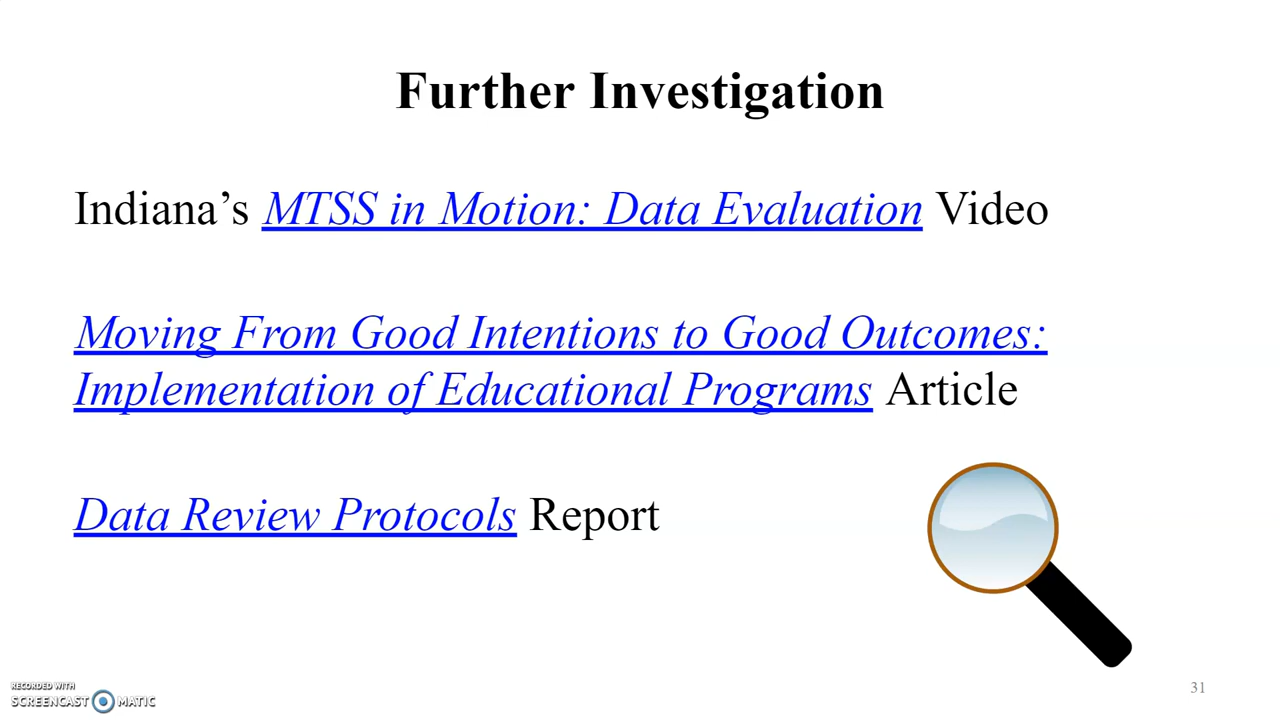 Further Investigation
Indiana’s MTSS in Motion: Data Evaluation Video
Moving From Good Intentions to Good Outcomes:
Implementation of Educational Programs Article
Data Review Protocols Report
RECORDED WITH
SCREENCAST MATIC
31